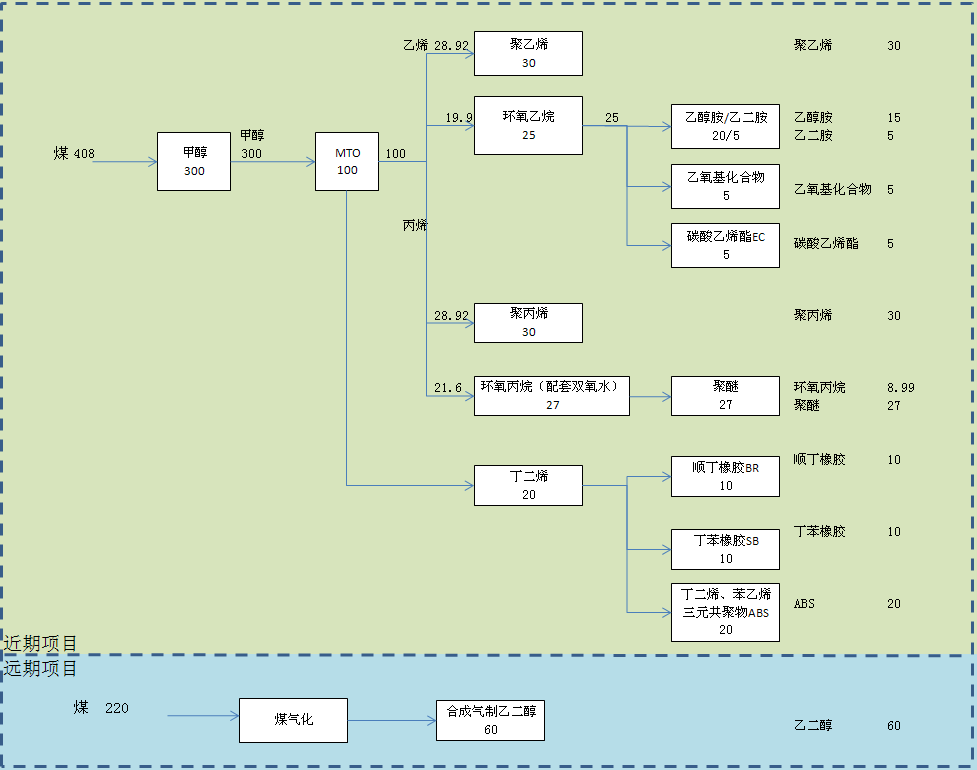 乙烯 28.92
聚乙烯
30
聚乙烯 30
19.9
环氧乙烷
25
25
乙醇胺/乙二胺
20/5
乙醇胺 15
乙二胺 5
煤 408
甲醇
300
甲醇
300
MTO
100
100
乙氧基化合物
5
乙氧基化合物 5
丙烯
碳酸乙烯酯EC
5
碳酸乙烯酯 5
28.92
聚丙烯
30
聚丙烯 30
21.6
环氧丙烷（配套双氧水）
27
聚醚
27
环氧丙烷 8.99
聚醚 27
丁二烯
20
顺丁橡胶BR
10
顺丁橡胶 10
丁苯橡胶SB
10
丁苯橡胶 10
丁二烯、苯乙烯
三元共聚物ABS
20
ABS 20
近期项目
远期项目
煤 220
煤气化
合成气制乙二醇
60
乙二醇 60